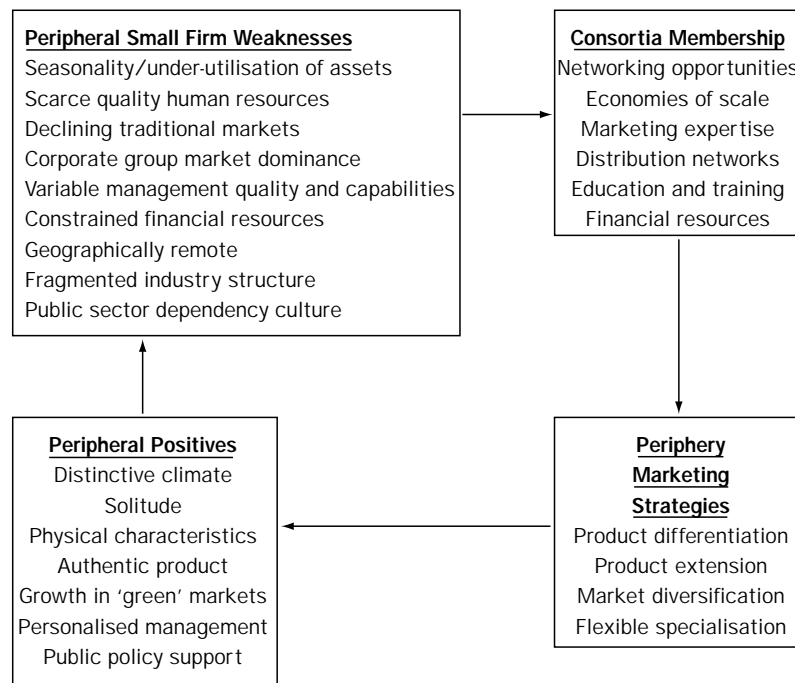 Peripheral Small Firm Weaknesses
Seasonality/under-utilisation of assets
Scarce quality human resources
Declining traditional markets
Corporate group market dominance
Variable management quality and capabilities
Constrained financial resources
Geographically remote
Fragmented industry structure
Public sector dependency culture
Consortia Membership
Networking opportunities
Economies of scale
Marketing expertise
Distribution networks
Education and training
Financial resources
Peripheral Positives
Distinctive climate
Solitude
Physical characteristics
Authentic product
Growth in ‘green’ markets
Personalised management
Public policy support
Periphery
Marketing
Strategies
Product differentiation
Product extension
Market diversification
Flexible specialisation